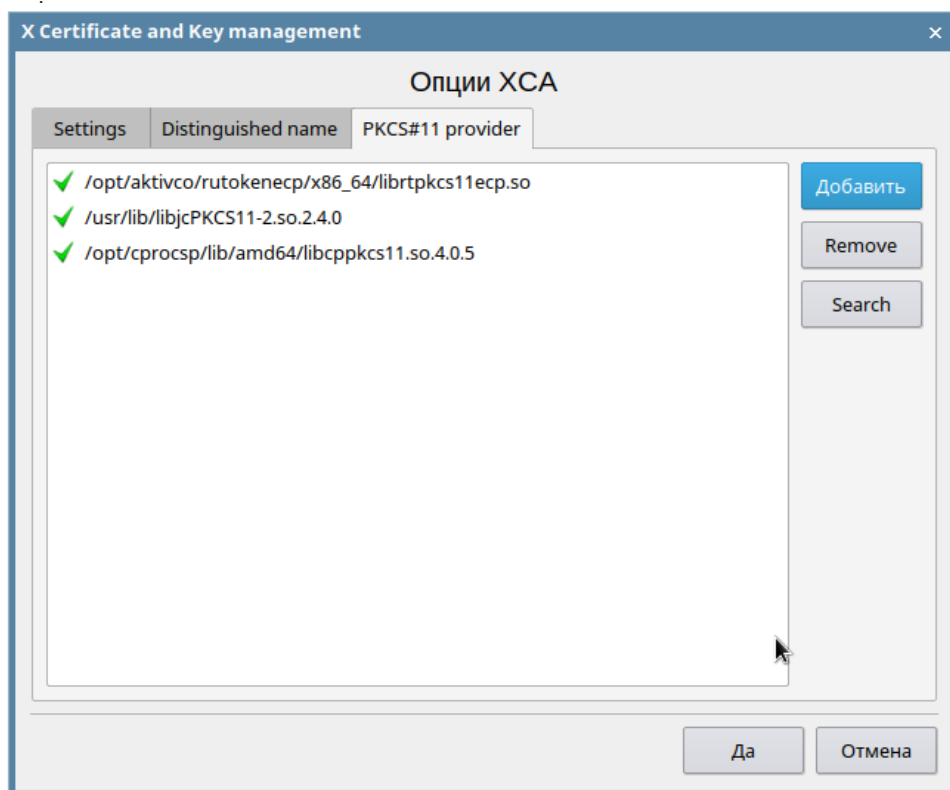 X Certificate and Key management
Опции XCA
Settings Distinguished name PKCS#11 provider
/opt/aktivco/rutokenecp/x86_64/librtpkcs11ecp.so
/usr/lib/libjcPKCS11-2.so.2.4.0
/opt/cprocsp/lib/amd64/libcppkcs11.so.4.0.5
Добавить
Remove
Search
Да Отмена